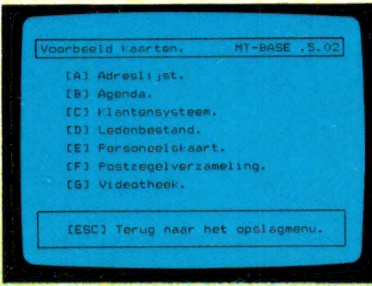 Voorbeeld Kaarten. MT-BASE .5.02
[A] Adreslijst.
[B] Agenda.
[C] Klantensysteem.
[D] Ledenbestand.
[E] Personeelskaart.
[F] Postzegelverzameling.
[G] Videotheek.
[ESC] Terug naar het opslagmenu.